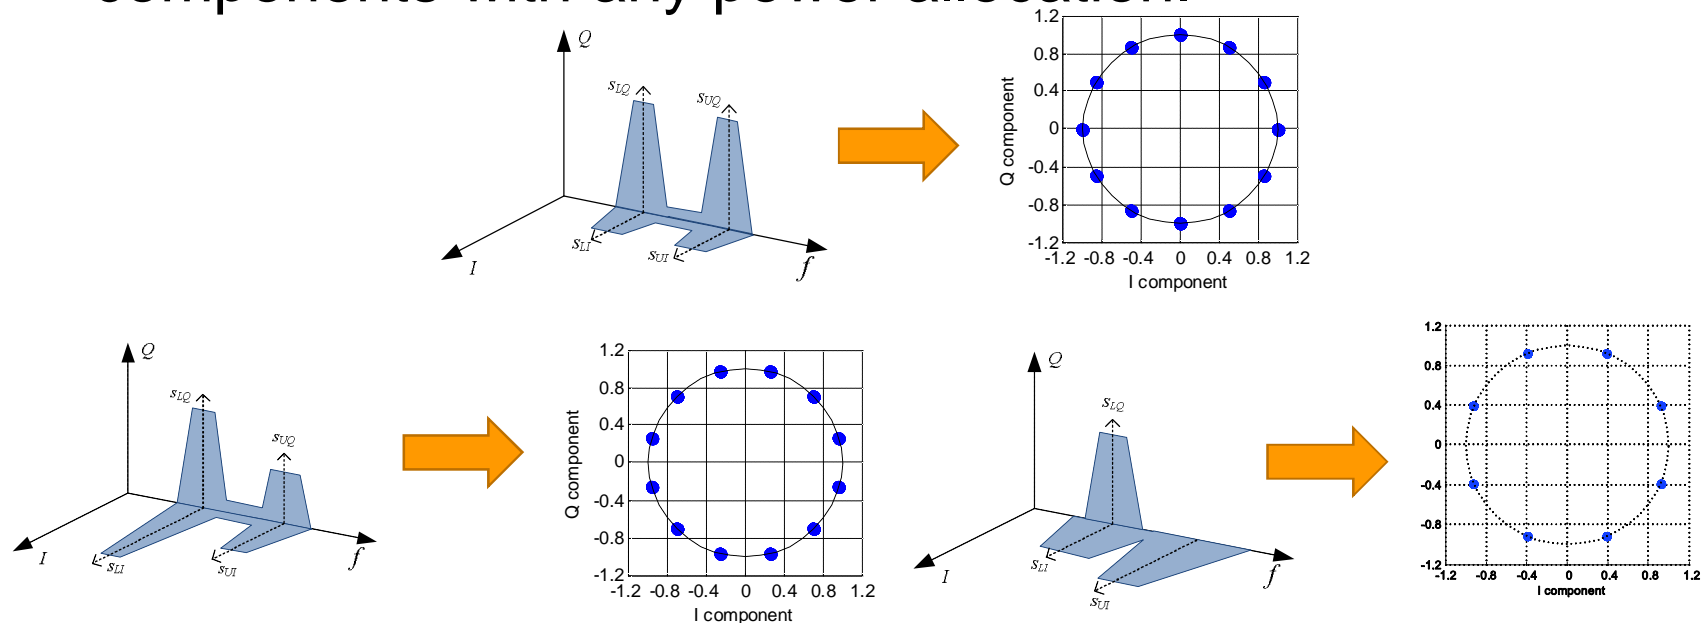 components with any power allocation.
Q
sLQ
sUQ
sLI
sUI
I
f
Q component
1.2
0.8
0.4
0
-0.4
-0.8
-1.2
-1.2 -0.8 -0.4 0 0.4 0.8 1.2
I component
Q
sLQ
sUQ
sLI
sUI
I
f
Q component
1.2
0.8
0.4
0
-0.4
-0.8
-1.2
-1.2 -0.8 -0.4 0 0.4 0.8 1.2
I component
Q
sLQ
sLI
sUI
I
f
1.2
0.8
0.4
0
-0.4
-0.8
-1.2
-1.2 -0.8 -0.4 0 0.4 0.8 1.2
I component